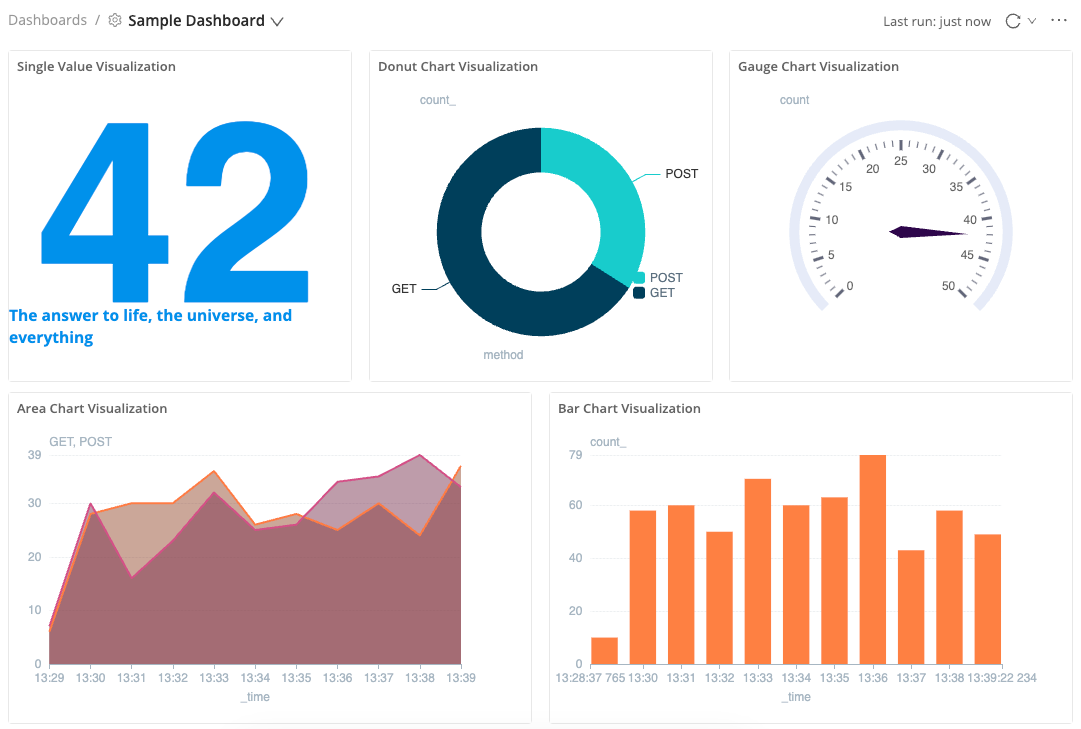 Dashboards / Sample Dashboard
Last run: just now
Single Value Visualization
42
The answer to life, the universe, and
everything
Donut Chart Visualization
count_
POST
GET
POST
GET
method
Gauge Chart Visualization
count
0
5
10
15
20
25
30
35
40
45
50
Area Chart Visualization
GET, POST
39
30
20
10
0
13:29 13:30 13:31 13:32 13:33 13:34 13:35 13:36 13:37 13:38 13:39
_time
Bar Chart Visualization
count_
79
60
40
20
0
13:28:37 765 13:30 13:31 13:32 13:33 13:34 13:35 13:36 13:37 13:38 13:39:22 234
_time